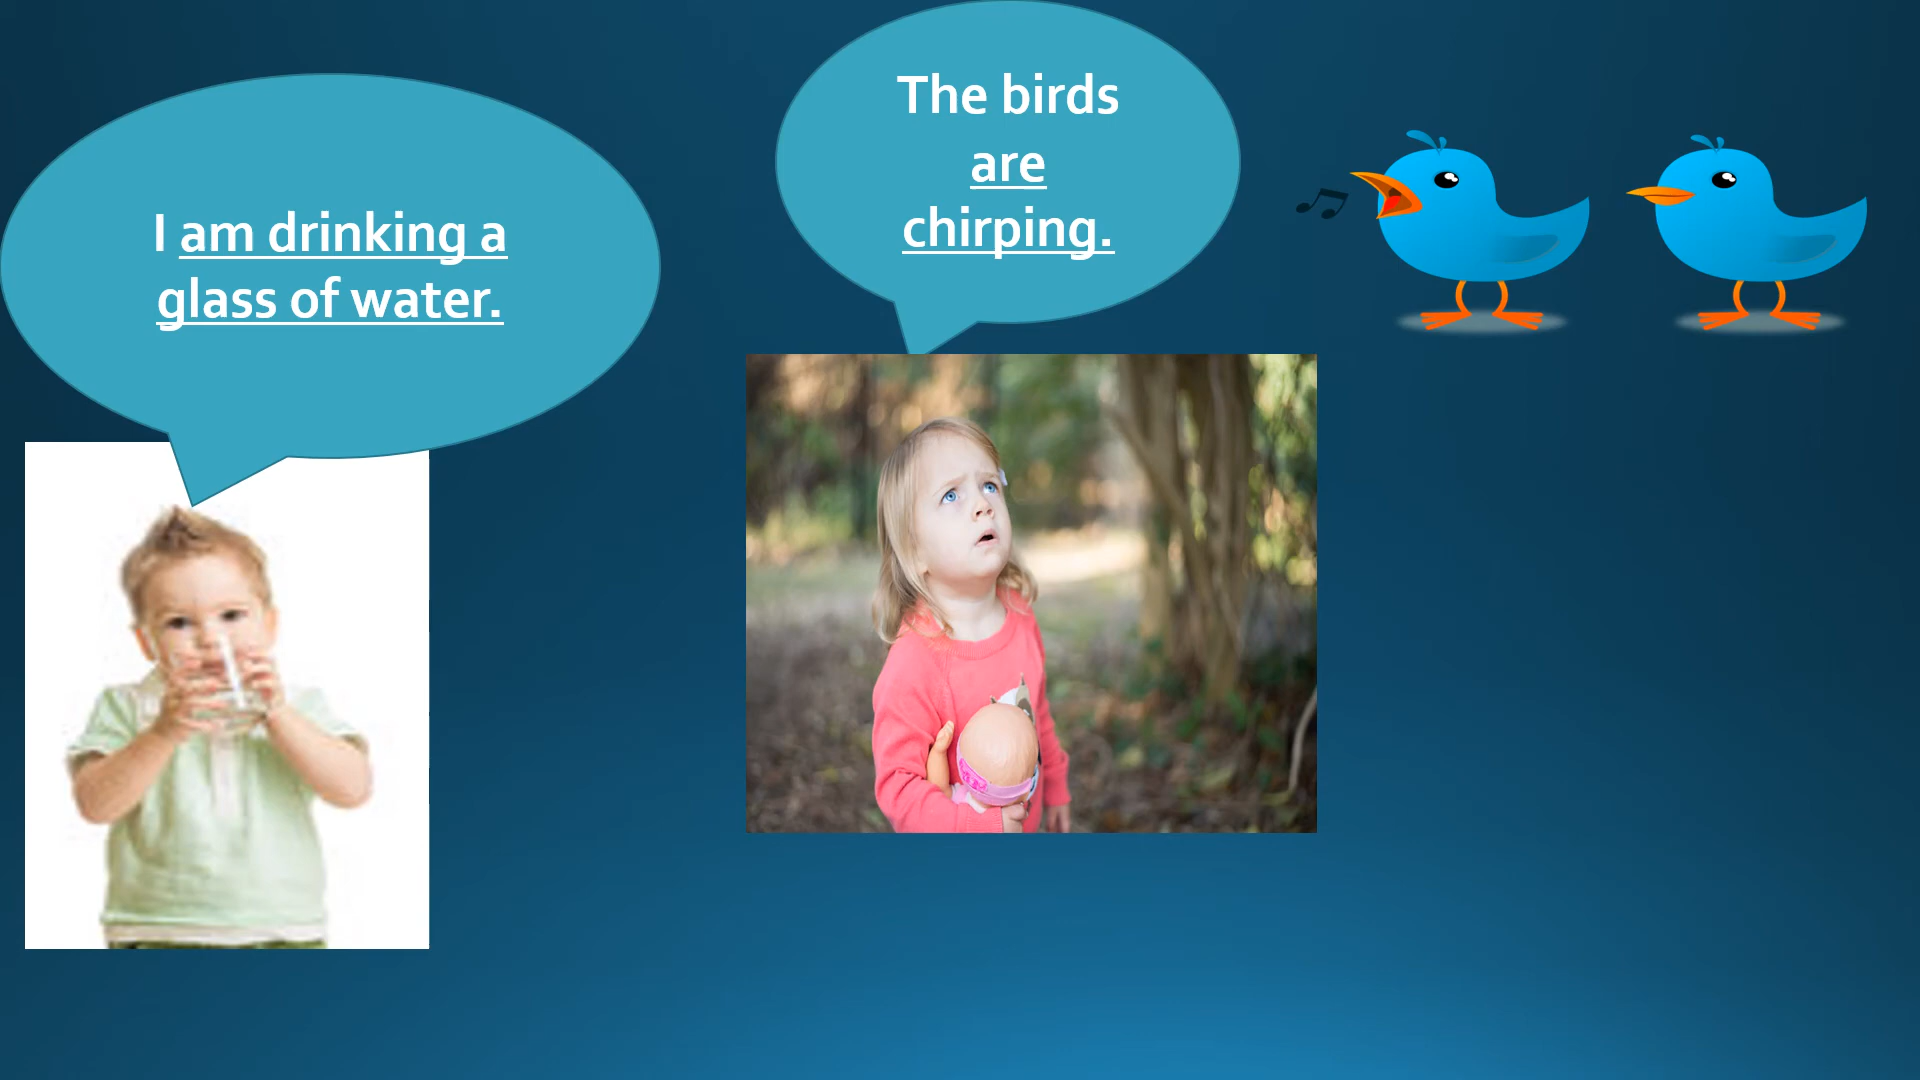 I am drinking a
glass of water.
The birds
are
chirping.